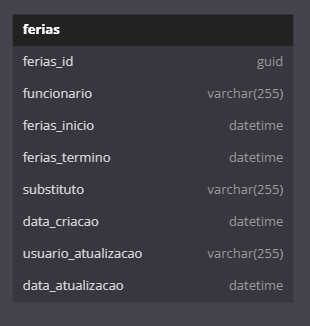 ferias
ferias_id guid
funcionario varchar(255)
ferias_inicio datetime
ferias_termino datetime
substituto varchar(255)
data_criacao datetime
usuario_atualizacao varchar(255)
data_atualizacao datetime